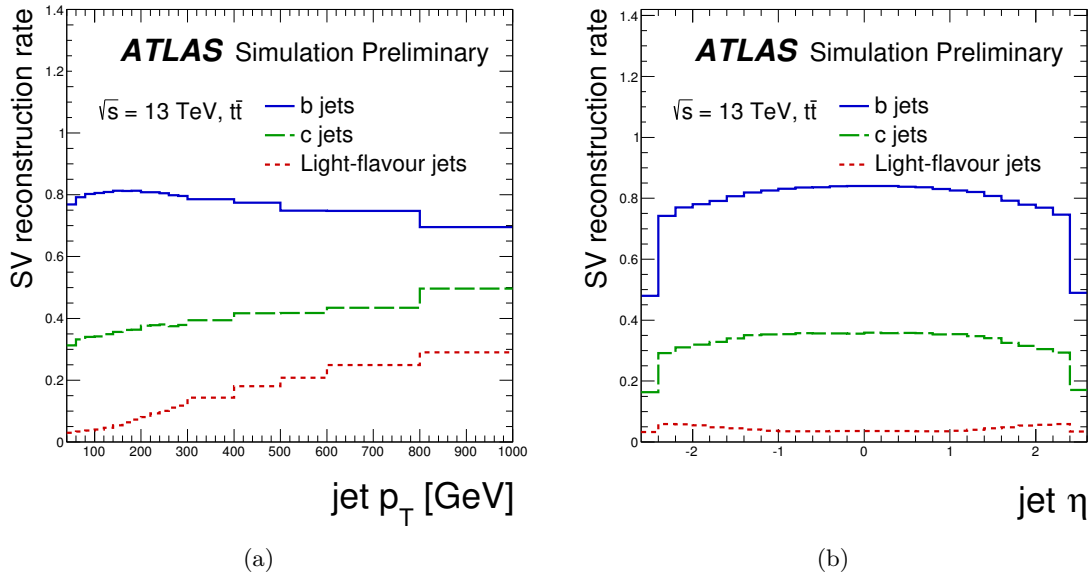 SV reconstruction rate
1.4
1.2
1
0.8
0.6
0.4
0.2
0
ATLAS Simulation Preliminary
√s = 13 TeV, tt̄
b jets
c jets
Light-flavour jets
100 200 300 400 500 600 700 800 900 1000
jet p_T [GeV]
(a)
SV reconstruction rate
1.4
1.2
1
0.8
0.6
0.4
0.2
0
ATLAS Simulation Preliminary
√s = 13 TeV, tt̄
b jets
c jets
Light-flavour jets
-2 -1 0 1 2
jet η
(b)